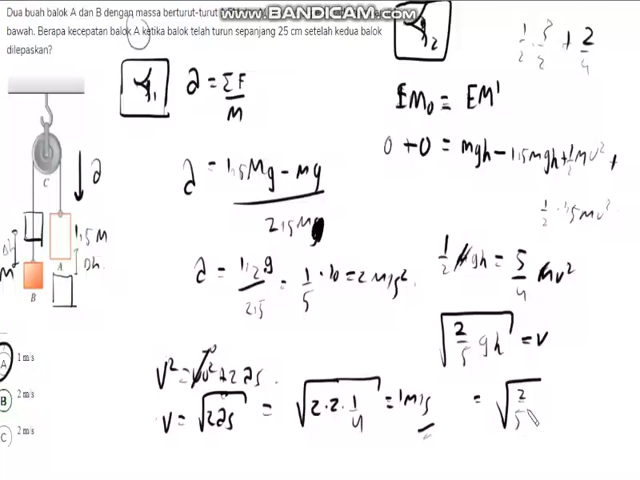 Dua buah balok A dan B dengan massa berturut-turut
WWW.BANDICAM.COM
bawah. Berapa kecepatan balok A ketika balok telah turun sepanjang 25 cm setelah kedua balok
dilepaskan?
1/2 · 3/2 + 2/4
a = ΣF/M
EM₀ = EM'
0 + 0 = mgh - 1,5mgh + 1/2 mv² +
1/2 · 1,5mv²
a = 1,5Mg - mg / 2,5Mg
a
C
1,5M
Δh
A
Δh
M
B
a = 1/2g / 2,5 = 1/5 · 10 = 2 m/s²
1/2 Mgh = 5/4 Mv²
√2/5 gh = v
v² = v₀² + 2as
v = √2as = √2·2·1/4 = 1 m/s
= √2/5
A 1 m/s
B 2 m/s
C 2 m/s